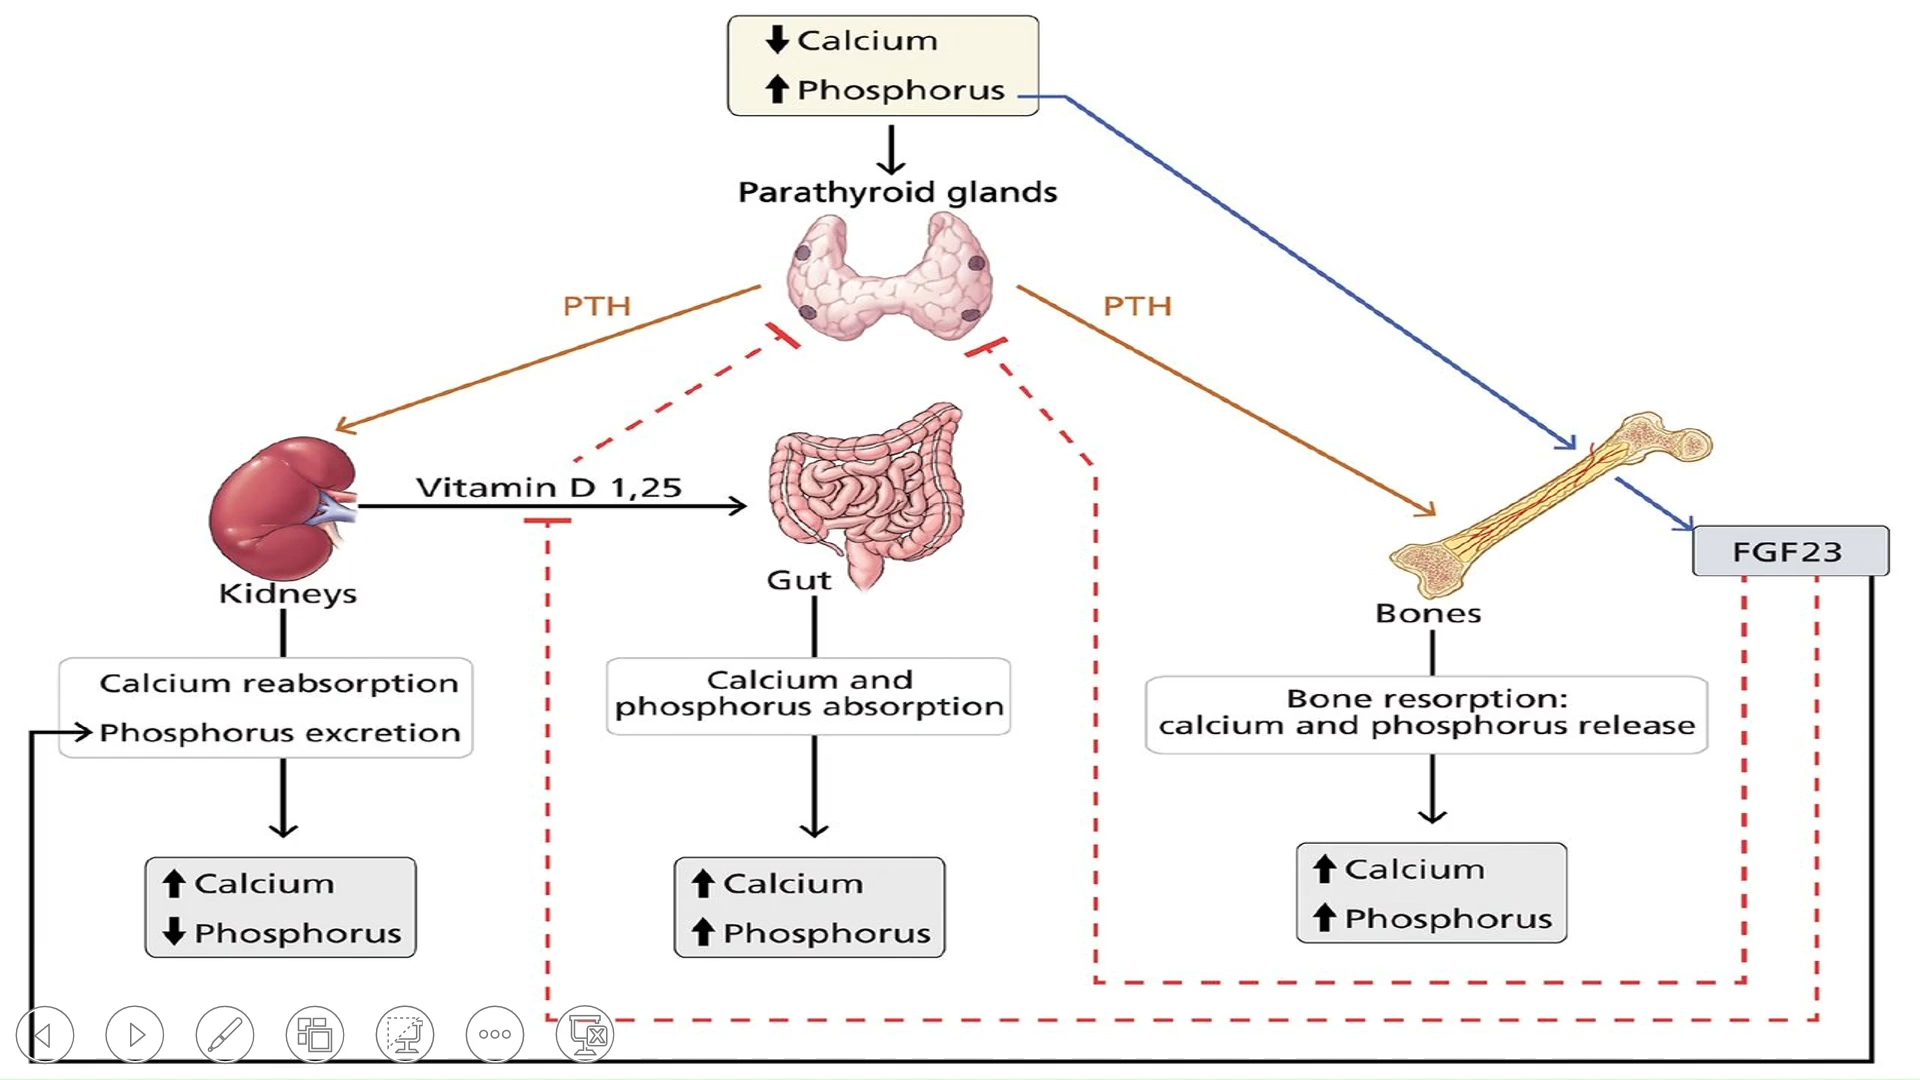 Calcium
Phosphorus
Parathyroid glands
PTH
PTH
Vitamin D 1,25
Kidneys
Gut
Bones
FGF23
Calcium reabsorption
Phosphorus excretion
Calcium and
phosphorus absorption
Bone resorption:
calcium and phosphorus release
Calcium
Phosphorus
Calcium
Phosphorus
Calcium
Phosphorus